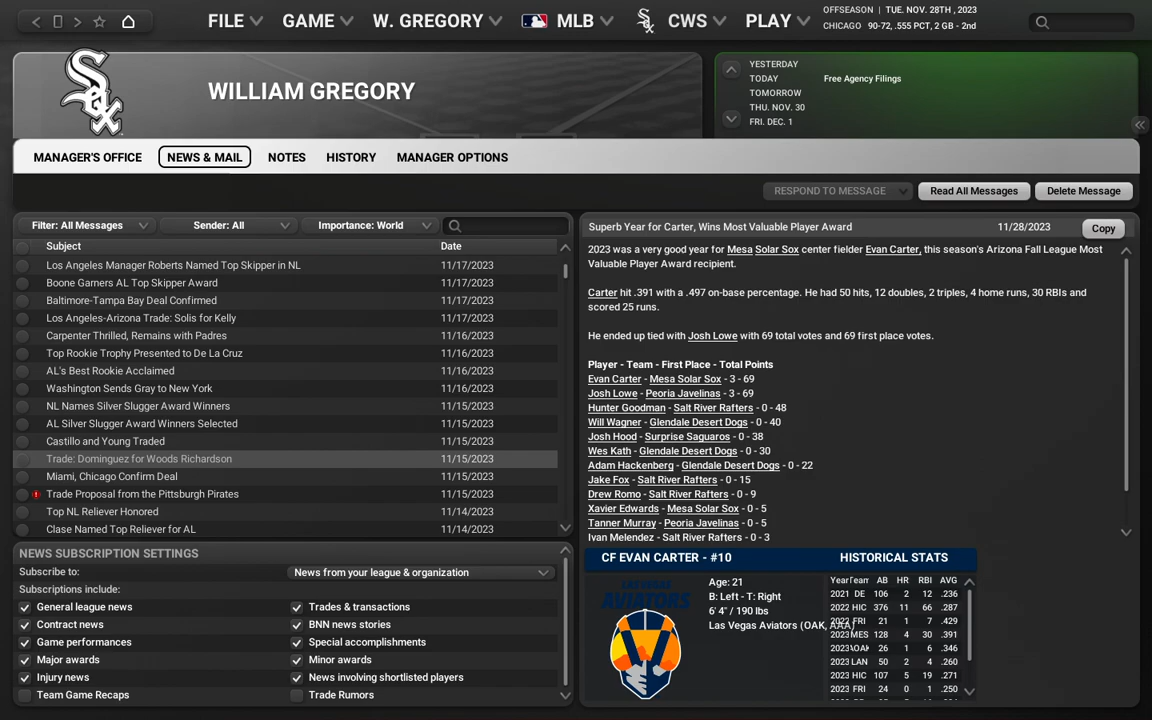 FILE
GAME
W. GREGORY
MLB
CWS
PLAY
OFFSEASON | TUE. NOV. 28TH , 2023
CHICAGO 90-72, .555 PCT, 2 GB - 2nd
WILLIAM GREGORY
YESTERDAY
TODAY Free Agency Filings
TOMORROW
THU. NOV. 30
FRI. DEC. 1
MANAGER'S OFFICE
NEWS & MAIL
NOTES
HISTORY
MANAGER OPTIONS
RESPOND TO MESSAGE
Read All Messages
Delete Message
Filter: All Messages
Sender: All
Importance: World
Subject Date
Los Angeles Manager Roberts Named Top Skipper in NL 11/17/2023
Boone Garners AL Top Skipper Award 11/17/2023
Baltimore-Tampa Bay Deal Confirmed 11/17/2023
Los Angeles-Arizona Trade: Solis for Kelly 11/17/2023
Carpenter Thrilled, Remains with Padres 11/16/2023
Top Rookie Trophy Presented to De La Cruz 11/16/2023
AL's Best Rookie Acclaimed 11/16/2023
Washington Sends Gray to New York 11/16/2023
NL Names Silver Slugger Award Winners 11/15/2023
AL Silver Slugger Award Winners Selected 11/15/2023
Castillo and Young Traded 11/15/2023
Trade: Dominguez for Woods Richardson 11/15/2023
Miami, Chicago Confirm Deal 11/15/2023
Trade Proposal from the Pittsburgh Pirates 11/15/2023
Top NL Reliever Honored 11/14/2023
Clase Named Top Reliever for AL 11/14/2023
NEWS SUBSCRIPTION SETTINGS
Subscribe to: News from your league & organization
Subscriptions include:
General league news Trades & transactions
Contract news BNN news stories
Game performances Special accomplishments
Major awards Minor awards
Injury news News involving shortlisted players
Team Game Recaps Trade Rumors
Superb Year for Carter, Wins Most Valuable Player Award 11/28/2023 Copy
2023 was a very good year for Mesa Solar Sox center fielder Evan Carter, this season's Arizona Fall League Most
Valuable Player Award recipient.
Carter hit .391 with a .497 on-base percentage. He had 50 hits, 12 doubles, 2 triples, 4 home runs, 30 RBIs and
scored 25 runs.
He ended up tied with Josh Lowe with 69 total votes and 69 first place votes.
Player - Team - First Place - Total Points
Evan Carter - Mesa Solar Sox - 3 - 69
Josh Lowe - Peoria Javelinas - 3 - 69
Hunter Goodman - Salt River Rafters - 0 - 48
Will Wagner - Glendale Desert Dogs - 0 - 40
Josh Hood - Surprise Saguaros - 0 - 38
Wes Kath - Glendale Desert Dogs - 0 - 30
Adam Hackenberg - Glendale Desert Dogs - 0 - 22
Jake Fox - Salt River Rafters - 0 - 15
Drew Romo - Salt River Rafters - 0 - 9
Xavier Edwards - Mesa Solar Sox - 0 - 5
Tanner Murray - Peoria Javelinas - 0 - 5
Ivan Melendez - Salt River Rafters - 0 - 3
CF EVAN CARTER - #10
LAS VEGAS
AVIATORS
Age: 21
B: Left - T: Right
6' 4" / 190 lbs
Las Vegas Aviators (OAK, AAA)
HISTORICAL STATS
Year Team AB HR RBI AVG
2021 DE 106 2 12 .236
2022 HIC 376 11 66 .287
2022 FRI 21 1 7 .429
2023 MES 128 4 30 .391
2023 OAK 26 1 6 .346
2023 LAN 50 2 4 .260
2023 HIC 107 5 19 .271
2023 FRI 24 0 1 .250